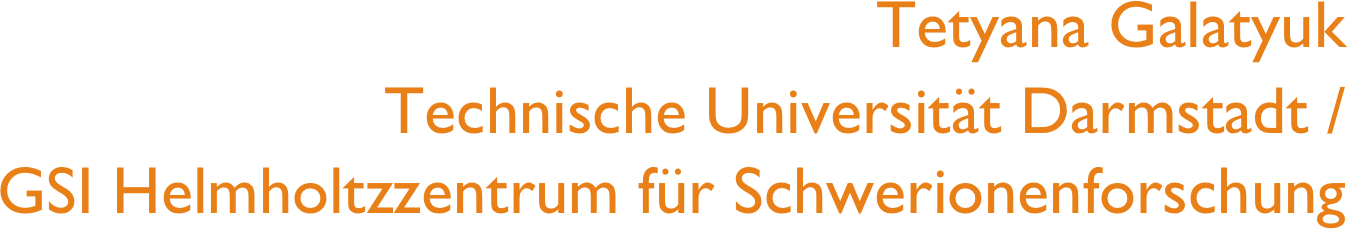 Tetyana Galatyuk
Technische Universität Darmstadt /
GSI Helmholtzzentrum für Schwerionenforschung